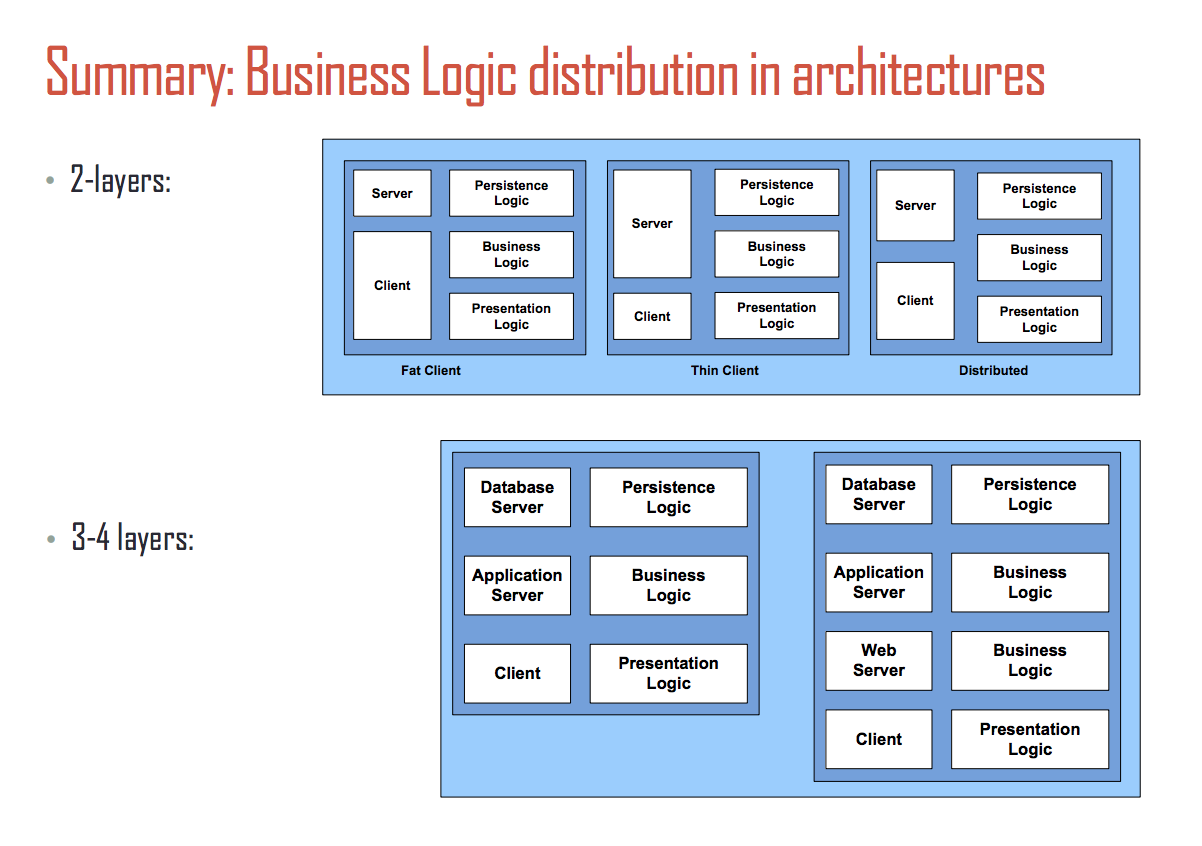 Summary: Business Logic distribution in architectures
• 2-layers:
Server
Persistence
Logic
Client
Business
Logic
Presentation
Logic
Fat Client
Server
Persistence
Logic
Business
Logic
Client
Presentation
Logic
Thin Client
Server
Persistence
Logic
Business
Logic
Client
Presentation
Logic
Distributed
• 3-4 layers:
Database
Server
Persistence
Logic
Application
Server
Business
Logic
Client
Presentation
Logic
Database
Server
Persistence
Logic
Application
Server
Business
Logic
Web
Server
Business
Logic
Client
Presentation
Logic